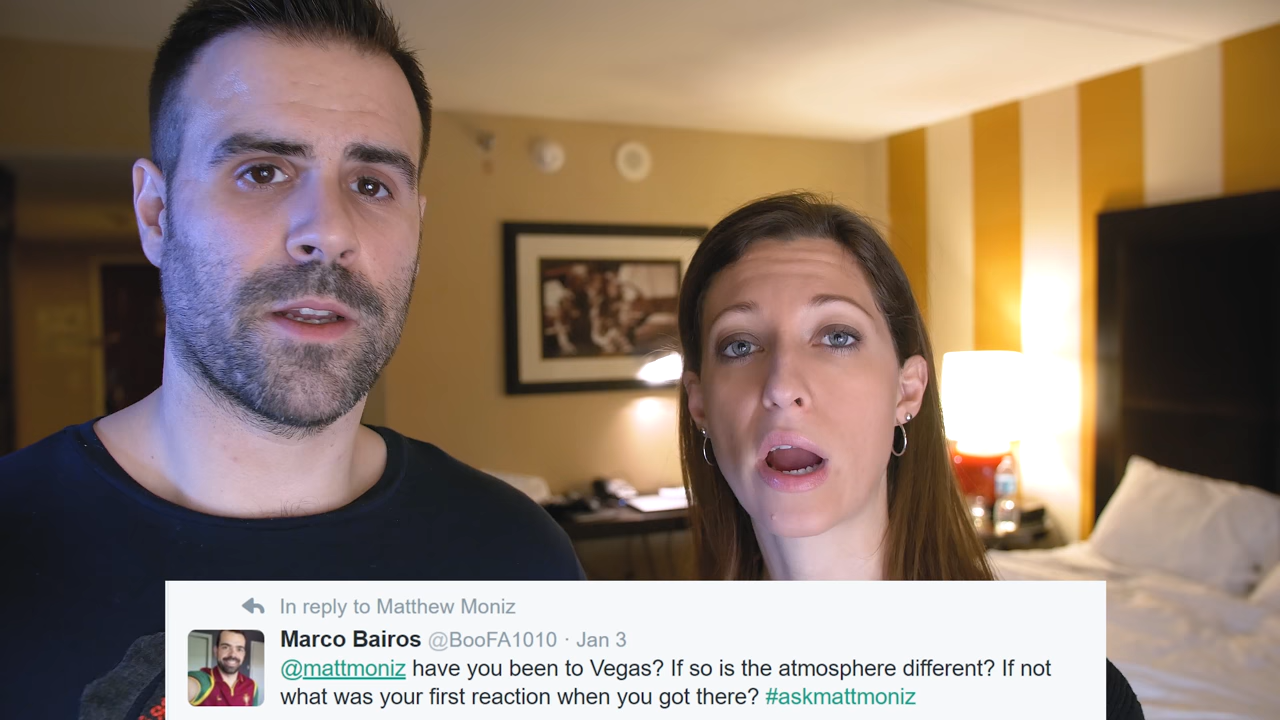 In reply to Matthew Moniz
Marco Bairos @BooFA1010 · Jan 3
@mattmoniz have you been to Vegas? If so is the atmosphere different? If not
what was your first reaction when you got there? #askmattmoniz